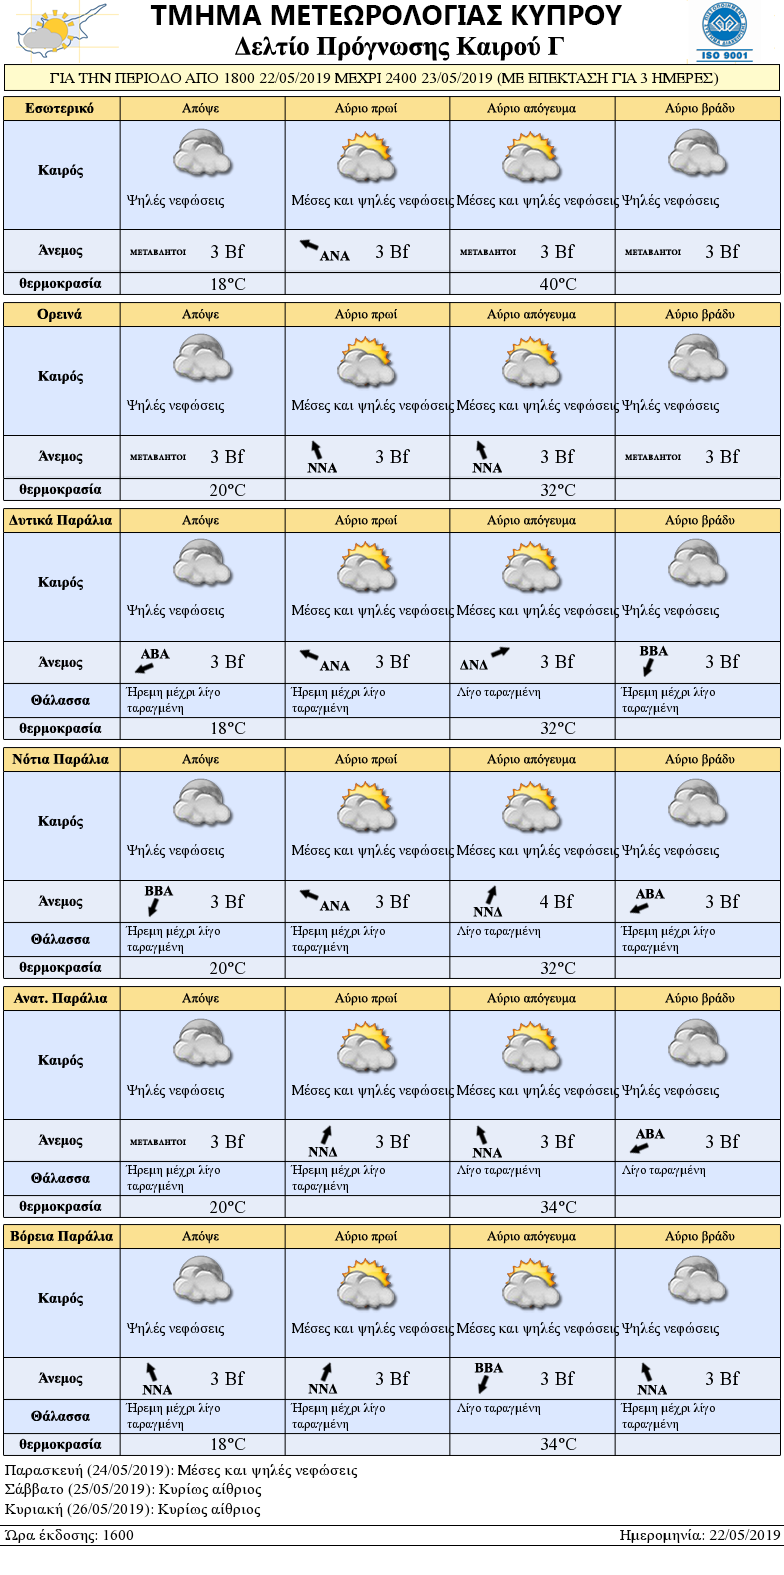 ΤΜΗΜΑ ΜΕΤΕΩΡΟΛΟΓΙΑΣ ΚΥΠΡΟΥ
Δελτίο Πρόγνωσης Καιρού Γ
ISO 9001
ΓΙΑ ΤΗΝ ΠΕΡΙΟΔΟ ΑΠΟ 1800 22/05/2019 ΜΕΧΡΙ 2400 23/05/2019 (ΜΕ ΕΠΕΚΤΑΣΗ ΓΙΑ 3 ΗΜΕΡΕΣ)
Εσωτερικό Απόψε Αύριο πρωί Αύριο απόγευμα Αύριο βράδυ
Καιρός
Ψηλές νεφώσεις Μέσες και ψηλές νεφώσεις Μέσες και ψηλές νεφώσεις Ψηλές νεφώσεις
Άνεμος ΜΕΤΑΒΛΗΤΟΙ 3 Bf ΑΝΑ 3 Bf ΜΕΤΑΒΛΗΤΟΙ 3 Bf ΜΕΤΑΒΛΗΤΟΙ 3 Bf
θερμοκρασία 18°C 40°C
Ορεινά Απόψε Αύριο πρωί Αύριο απόγευμα Αύριο βράδυ
Καιρός
Ψηλές νεφώσεις Μέσες και ψηλές νεφώσεις Μέσες και ψηλές νεφώσεις Ψηλές νεφώσεις
Άνεμος ΜΕΤΑΒΛΗΤΟΙ 3 Bf ΝΝΑ 3 Bf ΝΝΑ 3 Bf ΜΕΤΑΒΛΗΤΟΙ 3 Bf
θερμοκρασία 20°C 32°C
Δυτικά Παράλια Απόψε Αύριο πρωί Αύριο απόγευμα Αύριο βράδυ
Καιρός
Ψηλές νεφώσεις Μέσες και ψηλές νεφώσεις Μέσες και ψηλές νεφώσεις Ψηλές νεφώσεις
Άνεμος ΑΒΑ 3 Bf ΑΝΑ 3 Bf ΔΝΔ 3 Bf ΒΒΑ 3 Bf
Θάλασσα Ήρεμη μέχρι λίγο ταραγμένη Ήρεμη μέχρι λίγο ταραγμένη Λίγο ταραγμένη Ήρεμη μέχρι λίγο ταραγμένη
θερμοκρασία 18°C 32°C
Νότια Παράλια Απόψε Αύριο πρωί Αύριο απόγευμα Αύριο βράδυ
Καιρός
Ψηλές νεφώσεις Μέσες και ψηλές νεφώσεις Μέσες και ψηλές νεφώσεις Ψηλές νεφώσεις
Άνεμος ΒΒΑ 3 Bf ΑΝΑ 3 Bf ΝΝΔ 4 Bf ΑΒΑ 3 Bf
Θάλασσα Ήρεμη μέχρι λίγο ταραγμένη Ήρεμη μέχρι λίγο ταραγμένη Λίγο ταραγμένη Ήρεμη μέχρι λίγο ταραγμένη
θερμοκρασία 20°C 32°C
Ανατ. Παράλια Απόψε Αύριο πρωί Αύριο απόγευμα Αύριο βράδυ
Καιρός
Ψηλές νεφώσεις Μέσες και ψηλές νεφώσεις Μέσες και ψηλές νεφώσεις Ψηλές νεφώσεις
Άνεμος ΜΕΤΑΒΛΗΤΟΙ 3 Bf ΝΝΔ 3 Bf ΝΝΑ 3 Bf ΑΒΑ 3 Bf
Θάλασσα Ήρεμη μέχρι λίγο ταραγμένη Ήρεμη μέχρι λίγο ταραγμένη Λίγο ταραγμένη Λίγο ταραγμένη
θερμοκρασία 20°C 34°C
Βόρεια Παράλια Απόψε Αύριο πρωί Αύριο απόγευμα Αύριο βράδυ
Καιρός
Ψηλές νεφώσεις Μέσες και ψηλές νεφώσεις Μέσες και ψηλές νεφώσεις Ψηλές νεφώσεις
Άνεμος ΝΝΑ 3 Bf ΝΝΔ 3 Bf ΒΒΑ 3 Bf ΝΝΑ 3 Bf
Θάλασσα Ήρεμη μέχρι λίγο ταραγμένη Ήρεμη μέχρι λίγο ταραγμένη Λίγο ταραγμένη Ήρεμη μέχρι λίγο ταραγμένη
θερμοκρασία 18°C 34°C
Παρασκευή (24/05/2019): Μέσες και ψηλές νεφώσεις
Σάββατο (25/05/2019): Κυρίως αίθριος
Κυριακή (26/05/2019): Κυρίως αίθριος
Ώρα έκδοσης: 1600 Ημερομηνία: 22/05/2019